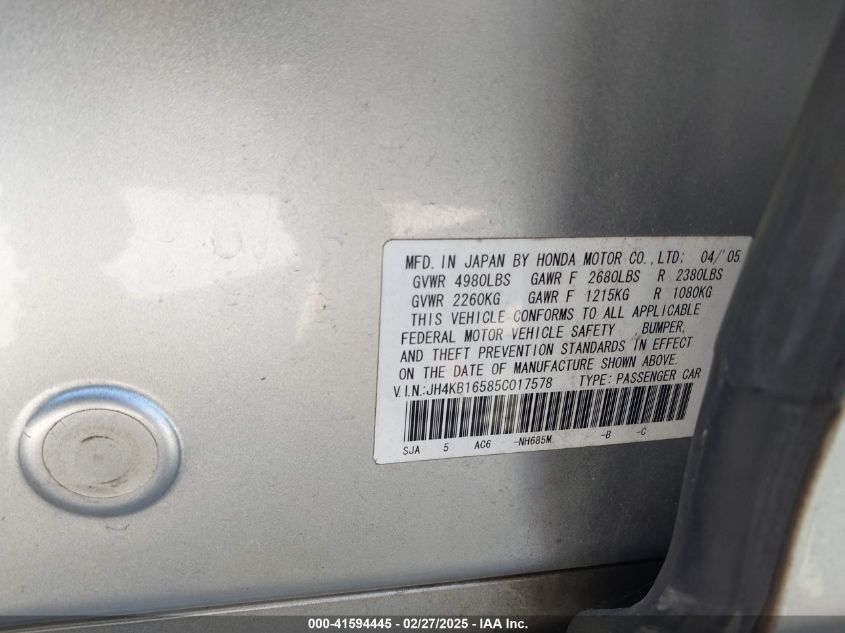 MFD. IN JAPAN BY HONDA MOTOR CO.,LTD; 04/'05
GVWR 4980LBS GAWR F 2680LBS R 2380LBS
GVWR 2260KG GAWR F 1215KG R 1080KG
THIS VEHICLE CONFORMS TO ALL APPLICABLE
FEDERAL MOTOR VEHICLE SAFETY ,BUMPER,
AND THEFT PREVENTION STANDARDS IN EFFECT
ON THE DATE OF MANUFACTURE SHOWN ABOVE.
V.I.N:JH4KB16585C017578 TYPE: PASSENGER CAR
SJA 5 AC6 -NH685M -B -C
000-41594445 | 02/27/2025 | IAA Inc.